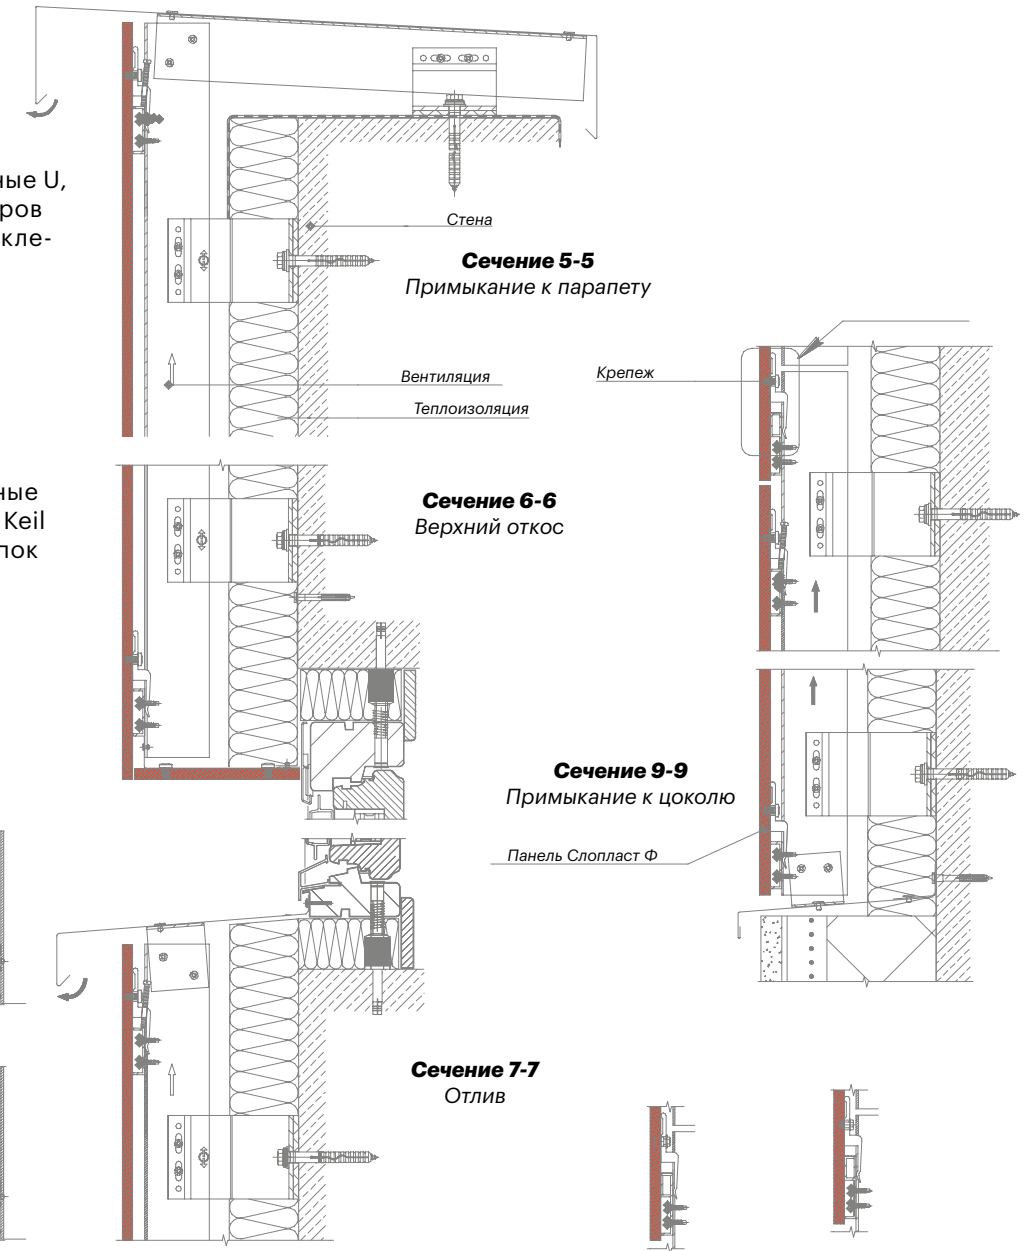 ные U,
ров
кле-
Стена
Сечение 5-5
Примыкание к парапету
Вентиляция
Теплоизоляция
Крепеж
ные
Keil
пок
Сечение 6-6
Верхний откос
Сечение 9-9
Примыкание к цоколю
Панель Слопласт Ф
Сечение 7-7
Отлив